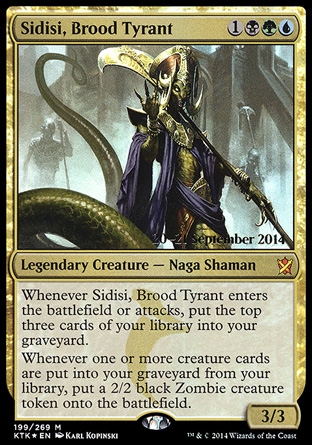 Sidisi, Brood Tyrant 1
20–21 September 2014
Legendary Creature — Naga Shaman
Whenever Sidisi, Brood Tyrant enters
the battlefield or attacks, put the top
three cards of your library into your
graveyard.
Whenever one or more creature cards
are put into your graveyard from your
library, put a 2/2 black Zombie creature
token onto the battlefield.
3/3
199/269 M
KTK • EN Karl Kopinski
™ & © 2014 Wizards of the Coast